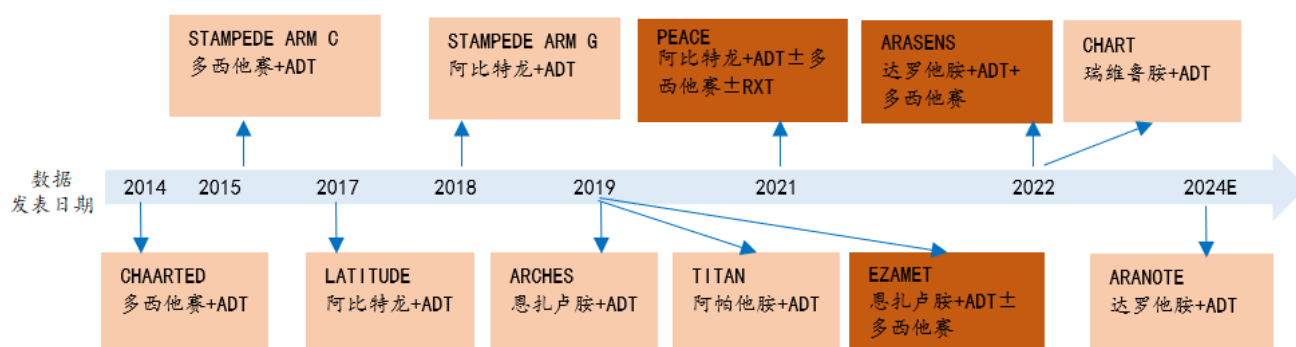 STAMPEDE ARM C
多西他赛+ADT
STAMPEDE ARM G
阿比特龙+ADT
PEACE
阿比特龙+ADT±多
西他赛±RXT
ARASENS
达罗他胺+ADT+
多西他赛
CHART
瑞维鲁胺+ADT
数据
发表日期
2014
2015
2017
2018
2019
2021
2022
2024E
CHAARTED
多西他赛+ADT
LATITUDE
阿比特龙+ADT
ARCHES
恩扎卢胺+ADT
TITAN
阿帕他胺+ADT
EZAMET
恩扎卢胺+ADT±
多西他赛
ARANOTE
达罗他胺+ADT